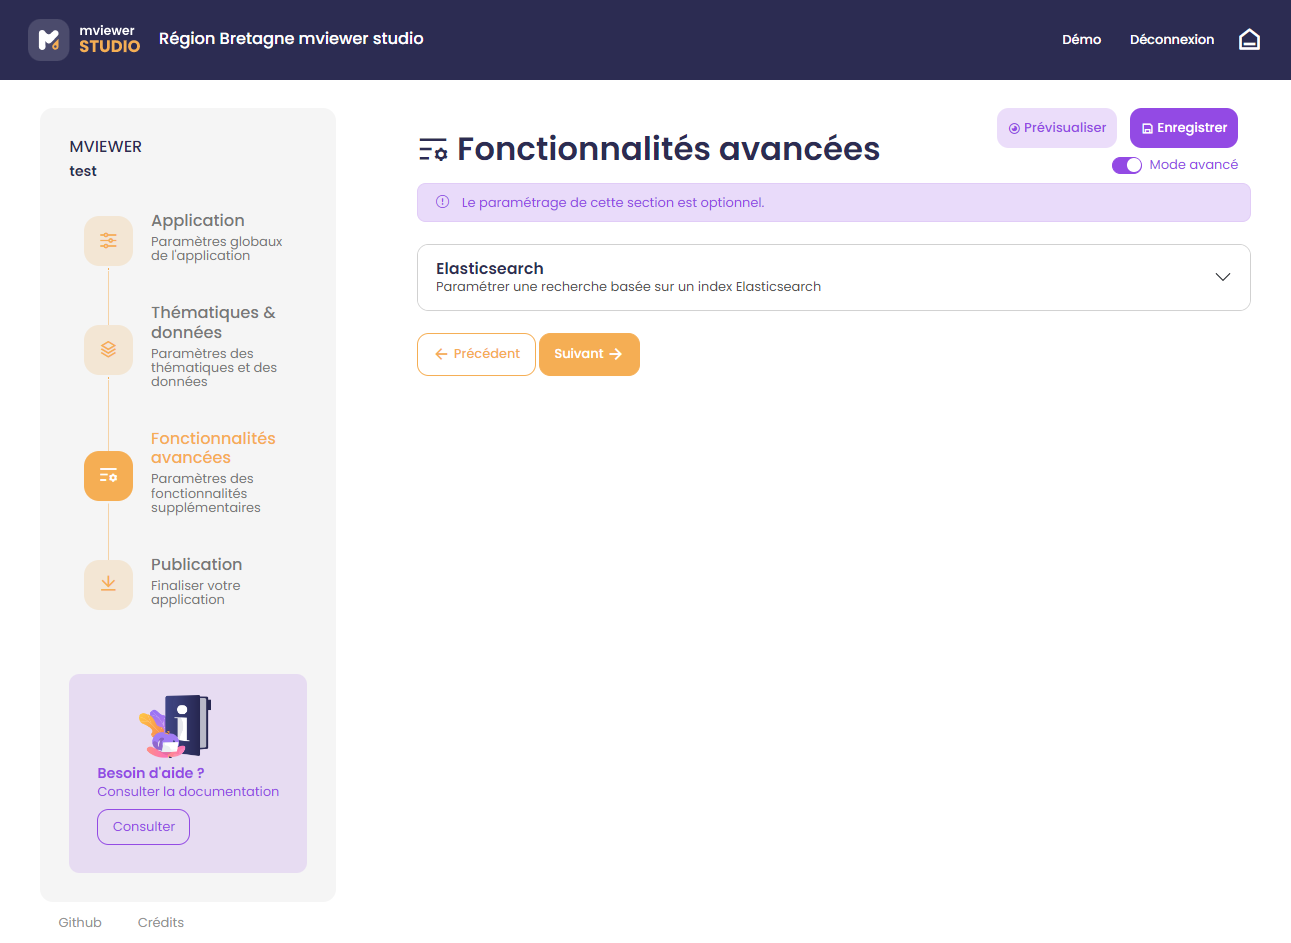 mviewer
STUDIO
Région Bretagne mviewer studio
Démo
Déconnexion
MVIEWER
test
Application
Paramètres globaux
de l'application
Thématiques &
données
Paramètres des
thématiques et des
données
Fonctionnalités
avancées
Paramètres des
fonctionnalités
supplémentaires
Publication
Finaliser votre
application
Besoin d'aide ?
Consulter la documentation
Consulter
Github
Crédits
Fonctionnalités avancées
Prévisualiser
Enregistrer
Mode avancé
Le paramétrage de cette section est optionnel.
Elasticsearch
Paramétrer une recherche basée sur un index Elasticsearch
Précédent
Suivant